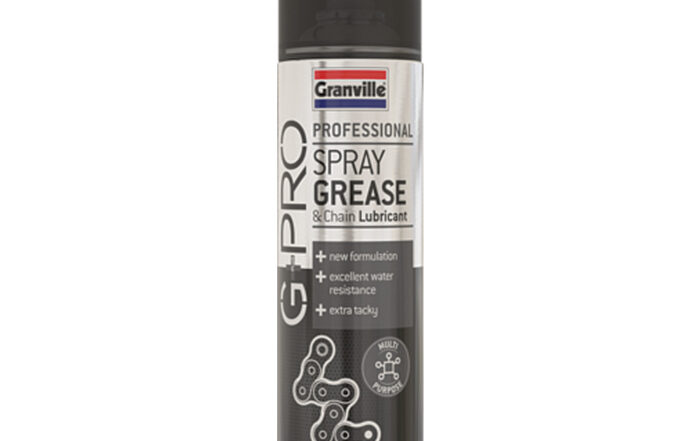 Granville
G+PRO
PROFESSIONAL
SPRAY
GREASE
& Chain Lubricant
+ new formulation
+ excellent water
resistance
+ extra tacky
MULTI
PURPOSE